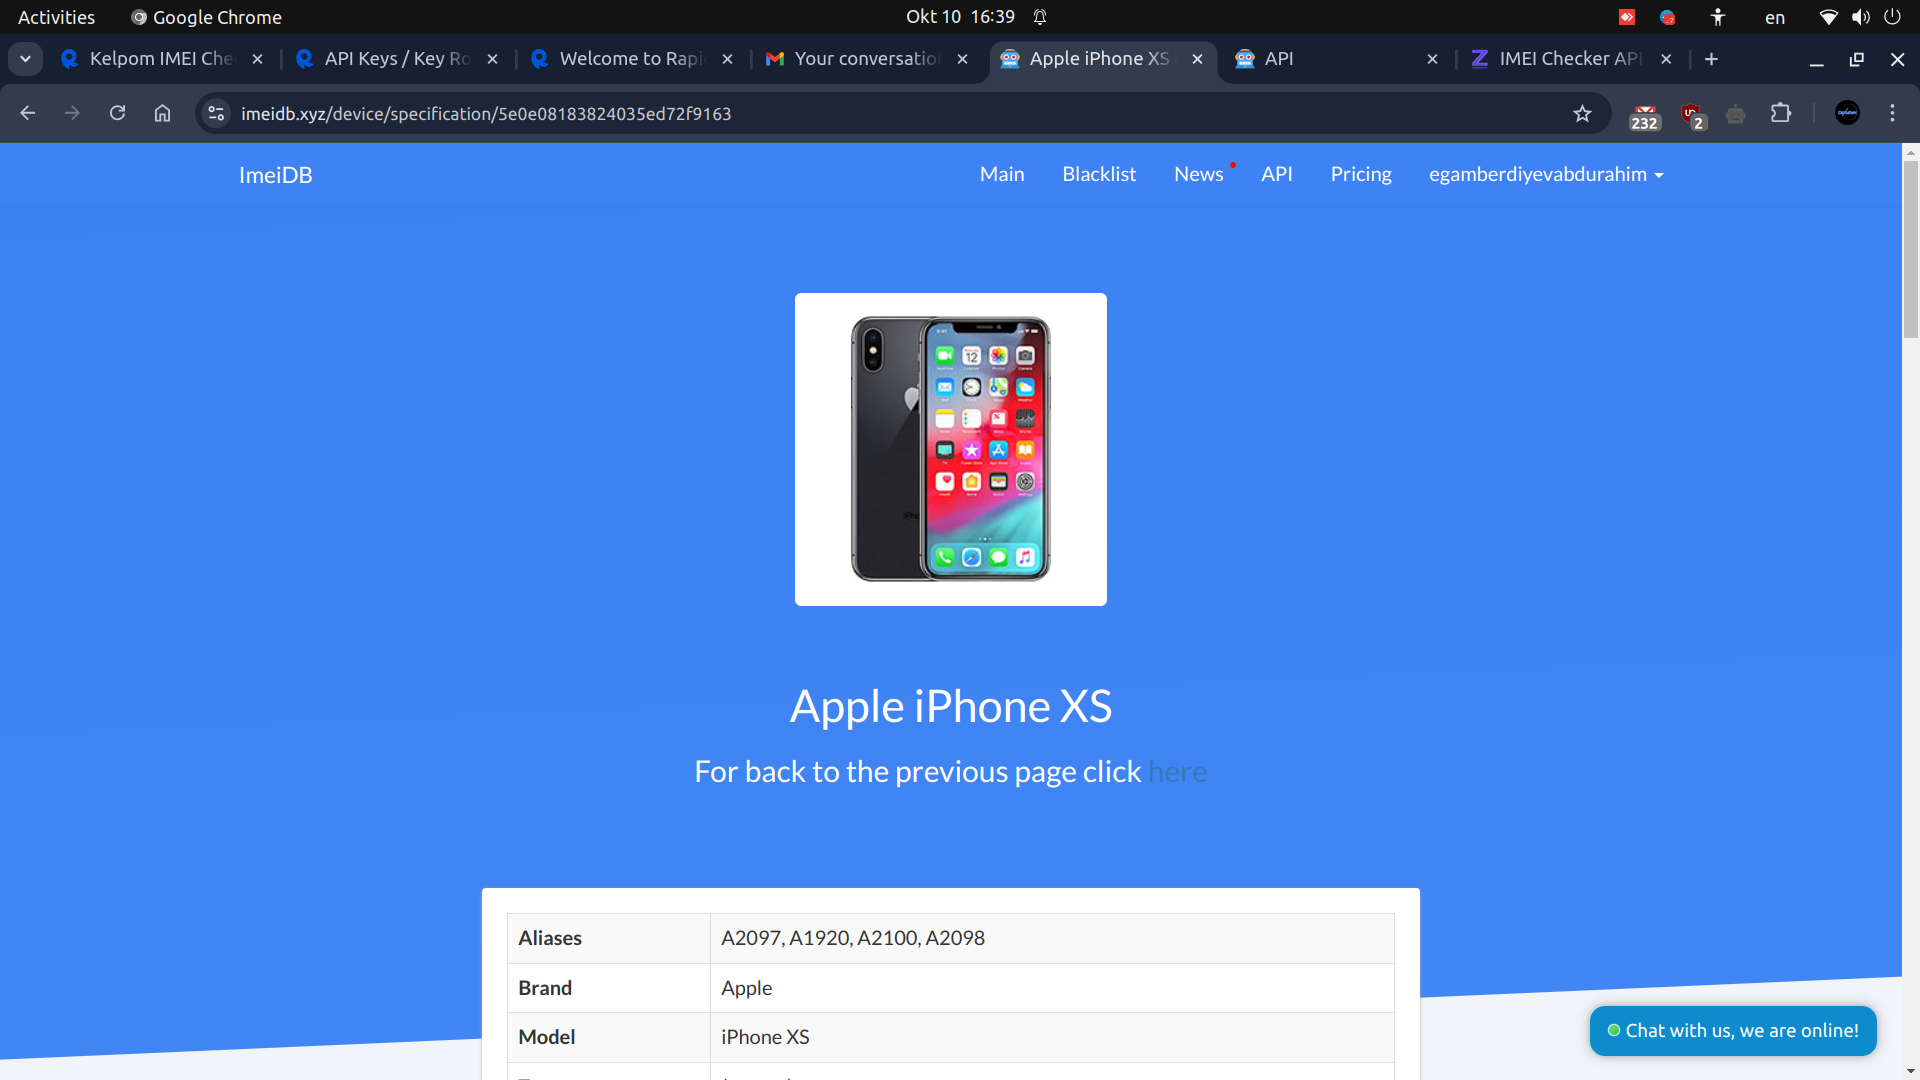 Activities
Google Chrome
Okt 10 16:39
en
Kelpom IMEI Che
API Keys / Key Ro
Welcome to Rapi
Your conversation
Apple iPhone XS
API
IMEI Checker API
imeidb.xyz/device/specification/5e0e08183824035ed72f9163
232
2
ImeiDB
Main
Blacklist
News
API
Pricing
egamberdiyevabdurahim
Apple iPhone XS
For back to the previous page click here
Aliases
A2097, A1920, A2100, A2098
Brand
Apple
Model
iPhone XS
Chat with us, we are online!